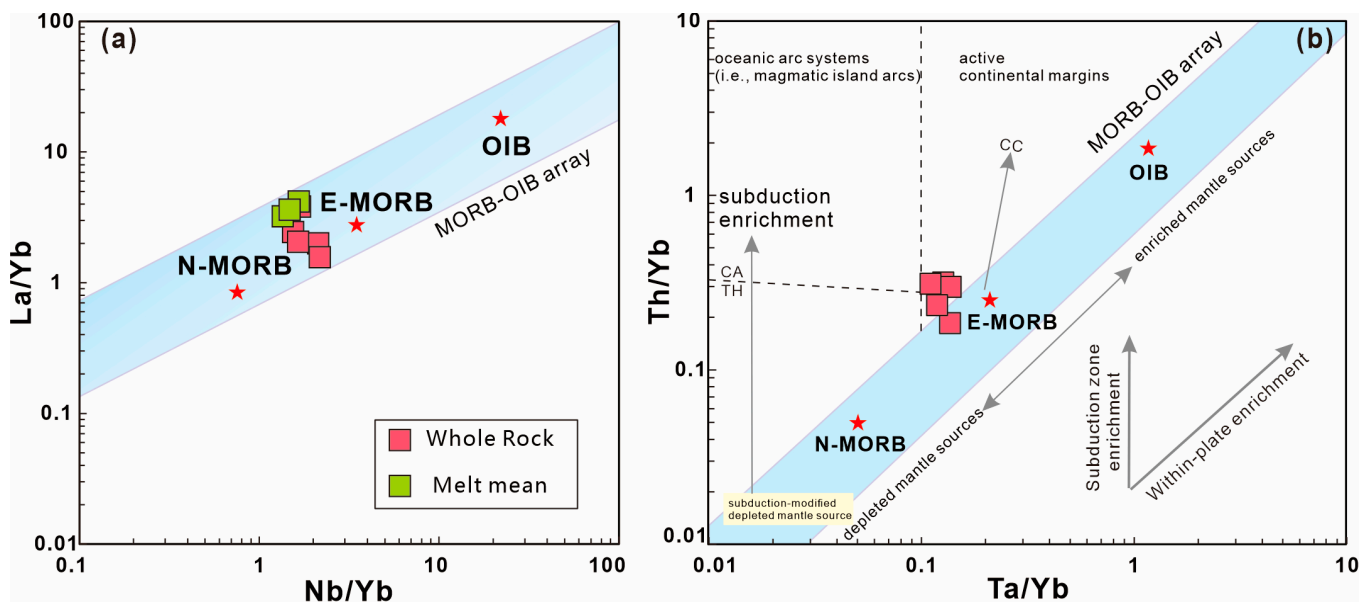 (a)
100
10
1
0.1
0.01
La/Yb
0.1
1
10
100
Nb/Yb
OIB
E-MORB
N-MORB
MORB-OIB array
Whole Rock
Melt mean
(b)
10
1
0.1
0.01
Th/Yb
0.01
0.1
1
10
Ta/Yb
oceanic arc systems
(i.e., magmatic island arcs)
active
continental margins
MORB-OIB array
CC
OIB
subduction
enrichment
enriched mantle sources
CA
TH
E-MORB
N-MORB
subduction-modified
depleted mantle source
depleted mantle sources
Subduction zone
enrichment
Within-plate enrichment